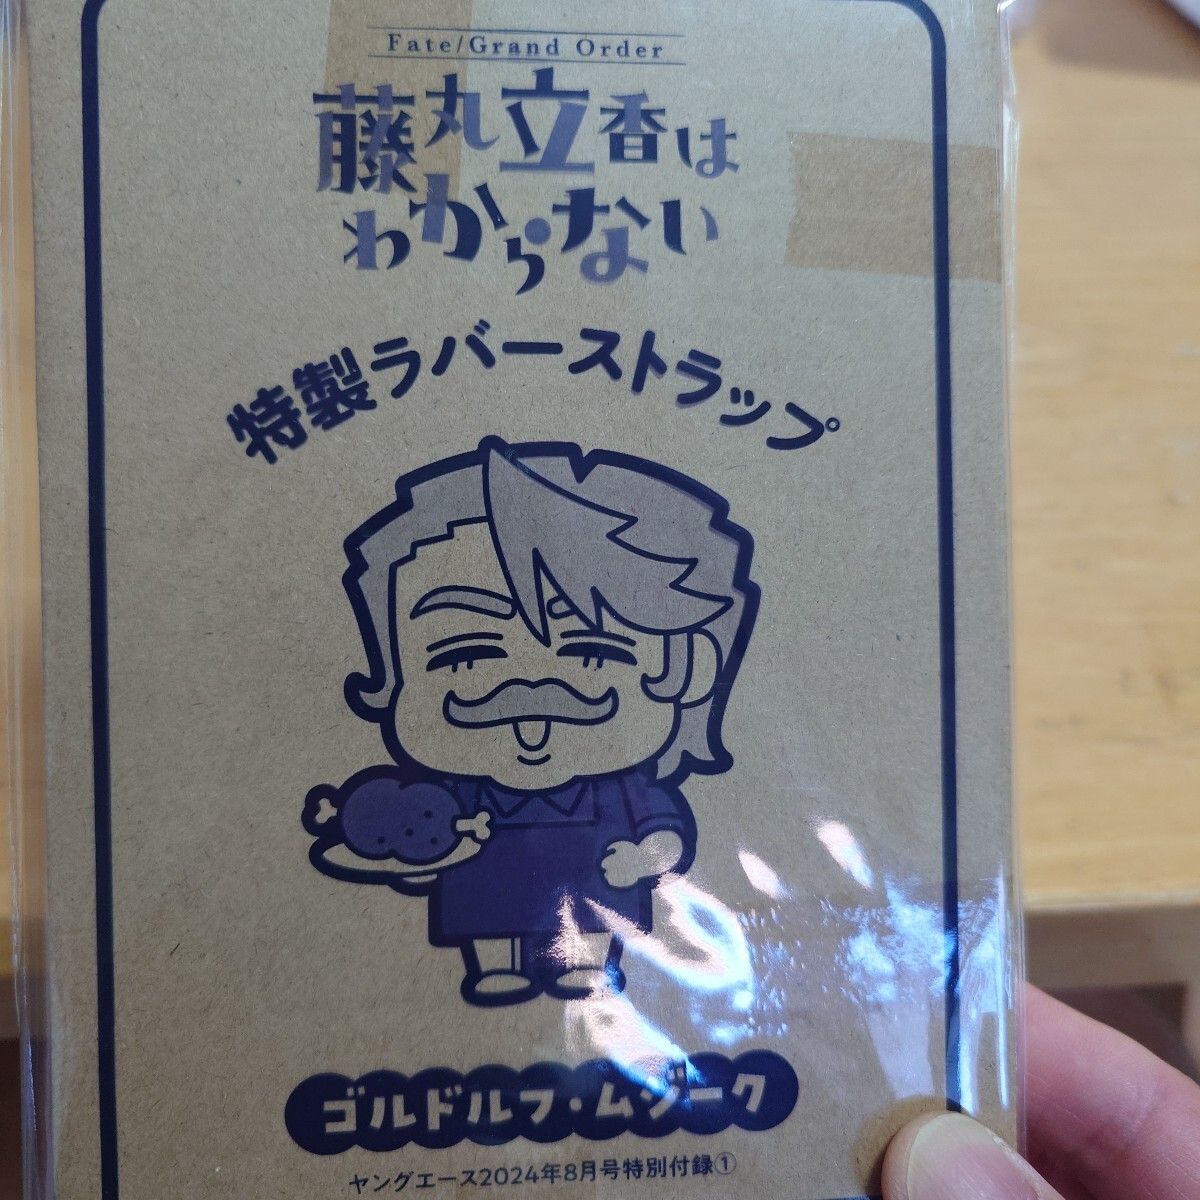 Fate/Grand Order
藤丸立香は
わからない
特製ラバーストラップ
ゴルドルフ・ムジーク
ヤングエース2024年8月号特別付録①